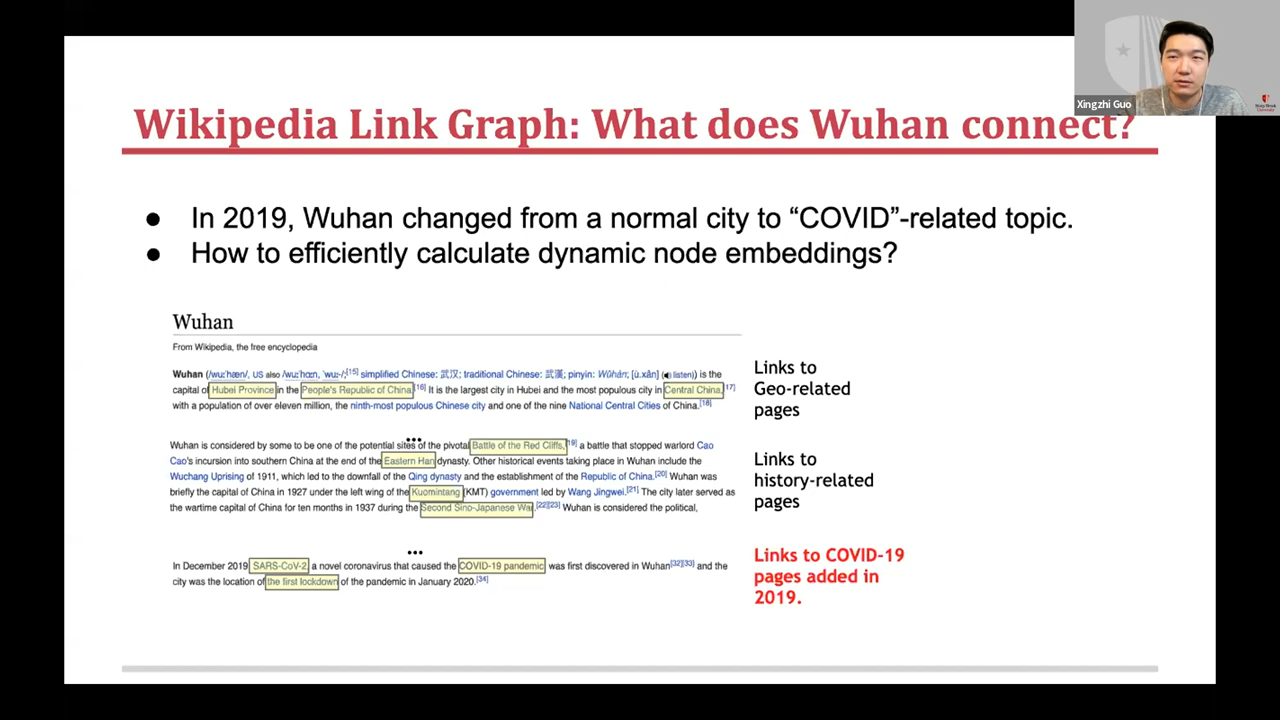 Xingzhi Guo
Wikipedia Link Graph: What does Wuhan connect?
● In 2019, Wuhan changed from a normal city to “COVID”-related topic.
● How to efficiently calculate dynamic node embeddings?
Wuhan
From Wikipedia, the free encyclopedia
Wuhan (/wuːˈhæn/, US also /wuːˈhɑːn, ˈwuː-/;[15] simplified Chinese: 武汉; traditional Chinese: 武漢; pinyin: Wǔhàn; [ù.xân] (listen)) is the
capital of Hubei Province in the People's Republic of China.[16] It is the largest city in Hubei and the most populous city in Central China,[17]
with a population of over eleven million, the ninth-most populous Chinese city and one of the nine National Central Cities of China.[18]
Links to
Geo-related
pages
•••
Wuhan is considered by some to be one of the potential sites of the pivotal Battle of the Red Cliffs,[19] a battle that stopped warlord Cao
Cao's incursion into southern China at the end of the Eastern Han dynasty. Other historical events taking place in Wuhan include the
Wuchang Uprising of 1911, which led to the downfall of the Qing dynasty and the establishment of the Republic of China.[20] Wuhan was
briefly the capital of China in 1927 under the left wing of the Kuomintang (KMT) government led by Wang Jingwei.[21] The city later served as
the wartime capital of China for ten months in 1937 during the Second Sino-Japanese War.[22][23] Wuhan is considered the political,
Links to
history-related
pages
•••
In December 2019 SARS-CoV-2, a novel coronavirus that caused the COVID-19 pandemic was first discovered in Wuhan[32][33] and the
city was the location of the first lockdown of the pandemic in January 2020.[34]
Links to COVID-19
pages added in
2019.